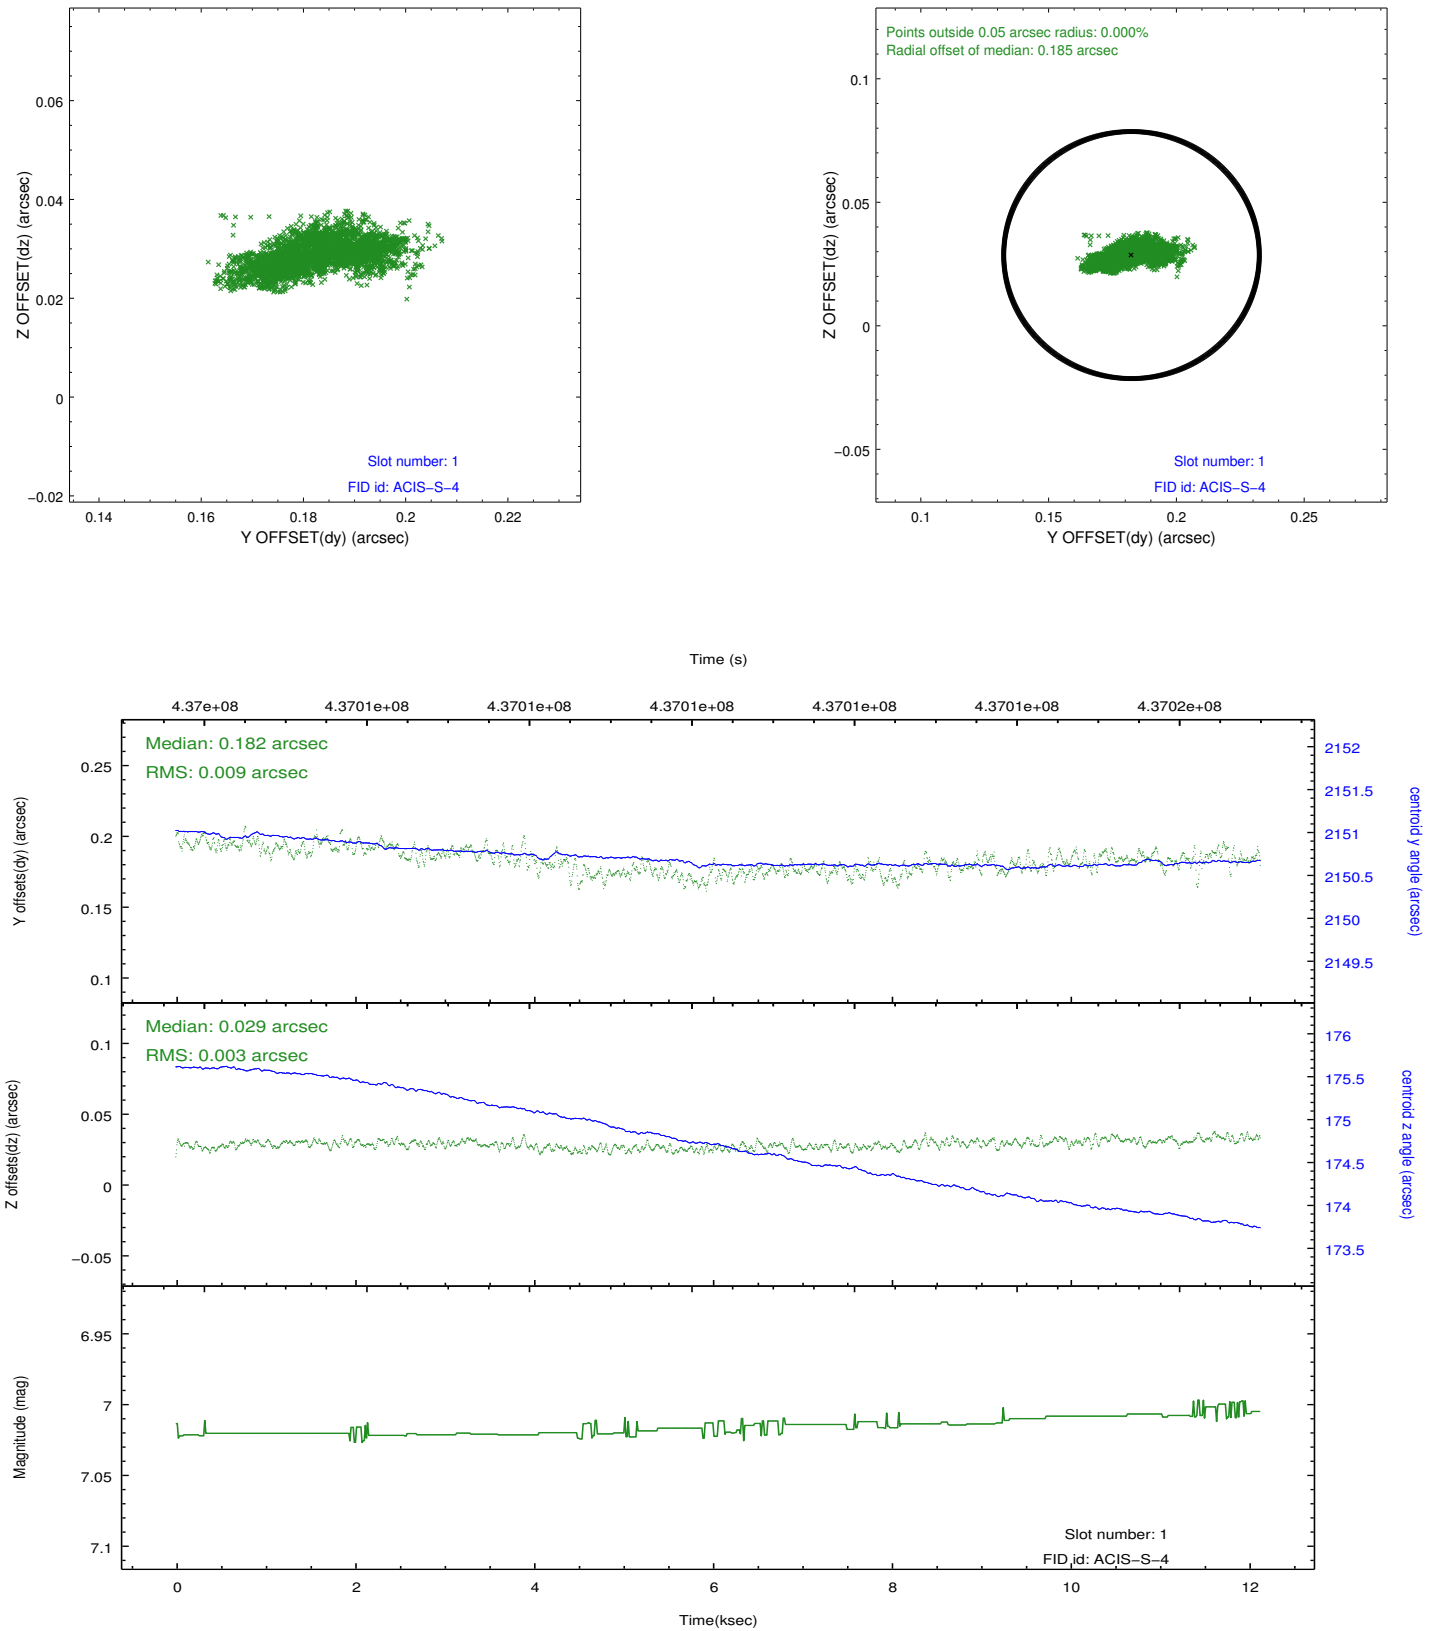 0.06
0.04
0.02
0
−0.02
Z OFFSET(dz) (arcsec)
Slot number: 1
FID id: ACIS−S−4
0.14 0.16 0.18 0.2 0.22
Y OFFSET(dy) (arcsec)
Points outside 0.05 arcsec radius: 0.000%
Radial offset of median: 0.185 arcsec
0.1
0.05
0
−0.05
Z OFFSET(dz) (arcsec)
Slot number: 1
FID id: ACIS−S−4
0.1 0.15 0.2 0.25
Y OFFSET(dy) (arcsec)
Time (s)
4.37e+08 4.3701e+08 4.3701e+08 4.3701e+08 4.3701e+08 4.3701e+08 4.3702e+08
Median: 0.182 arcsec
RMS: 0.009 arcsec
0.25
0.2
0.15
0.1
Y offsets(dy) (arcsec)
2152
2151.5
2151
2150.5
2150
2149.5
centroid y angle (arcsec)
Median: 0.029 arcsec
RMS: 0.003 arcsec
0.1
0.05
0
−0.05
Z offsets(dz) (arcsec)
176
175.5
175
174.5
174
173.5
centroid z angle (arcsec)
6.95
7
7.05
7.1
Magnitude (mag)
Slot number: 1
FID id: ACIS−S−4
0 2 4 6 8 10 12
Time(ksec)